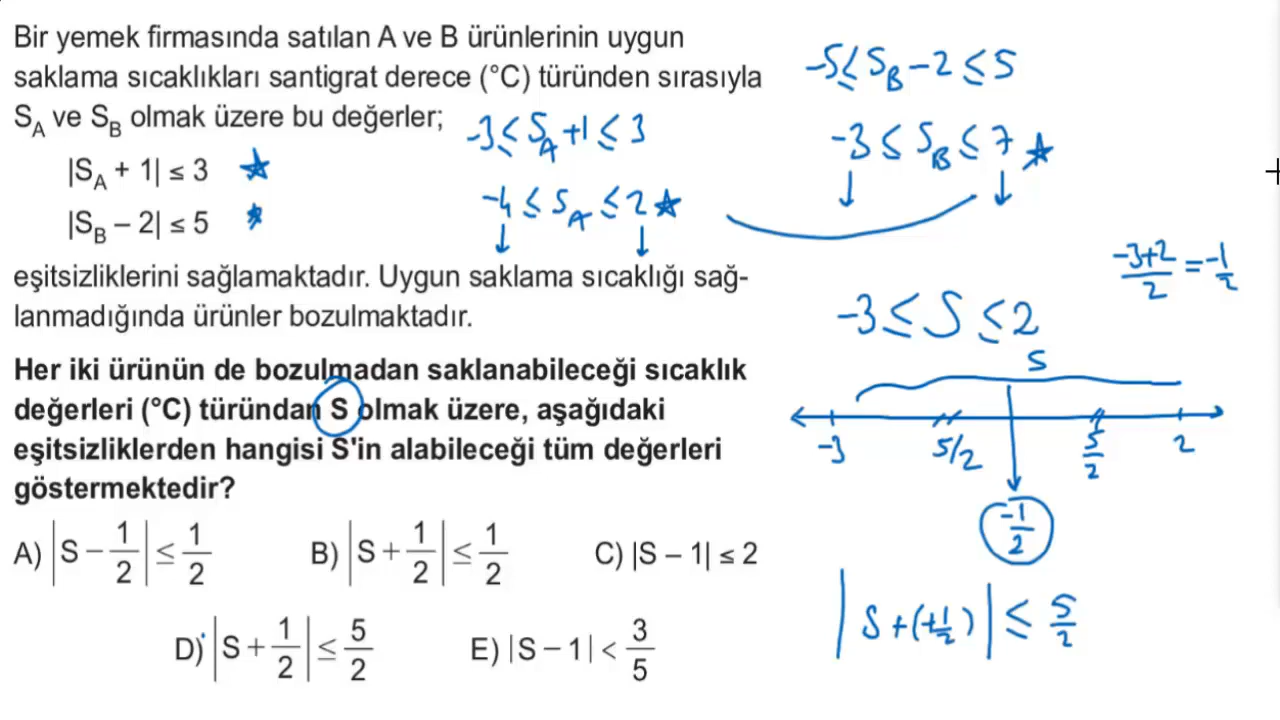 Bir yemek firmasında satılan A ve B ürünlerinin uygun
saklama sıcaklıkları santigrat derece (°C) türünden sırasıyla
S_A ve S_B olmak üzere bu değerler;
|S_A + 1| ≤ 3
|S_B – 2| ≤ 5
eşitsizliklerini sağlamaktadır. Uygun saklama sıcaklığı sağ-
lanmadığında ürünler bozulmaktadır.
Her iki ürünün de bozulmadan saklanabileceği sıcaklık
değerleri (°C) türündan S olmak üzere, aşağıdaki
eşitsizliklerden hangisi S'in alabileceği tüm değerleri
göstermektedir?
A) |S – 1/2| ≤ 1/2
B) |S + 1/2| ≤ 1/2
C) |S – 1| ≤ 2
D) |S + 1/2| ≤ 5/2
E) |S – 1| < 3/5
-3 ≤ S_A +1 ≤ 3
-4 ≤ S_A ≤ 2
-5 ≤ S_B - 2 ≤ 5
-3 ≤ S_B ≤ 7
-3+2/2 = -1/2
-3 ≤ S ≤ 2
S
-3 5/2 5/2 2
-1/2
|S + (+1/2)| ≤ 5/2